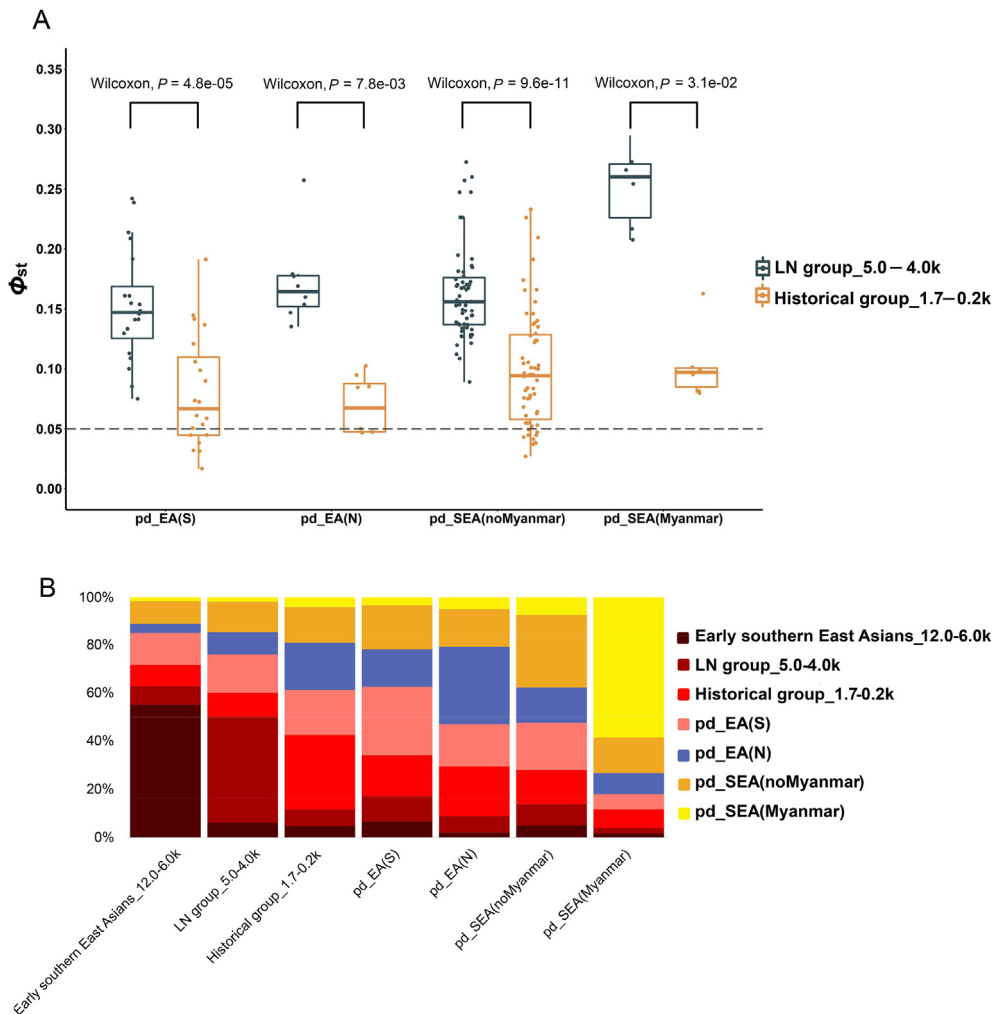 A
Wilcoxon, P = 4.8e-05
Wilcoxon, P = 7.8e-03
Wilcoxon, P = 9.6e-11
Wilcoxon, P = 3.1e-02
0.35
0.30
0.25
0.20
0.15
0.10
0.05
0.00
Φst
pd_EA(S)
pd_EA(N)
pd_SEA(noMyanmar)
pd_SEA(Myanmar)
LN group_5.0–4.0k
Historical group_1.7–0.2k
B
100%
80%
60%
40%
20%
0%
Early southern East Asians_12.0-6.0k
LN group_5.0-4.0k
Historical group_1.7-0.2k
pd_EA(S)
pd_EA(N)
pd_SEA(noMyanmar)
pd_SEA(Myanmar)
Early southern East Asians_12.0-6.0k
LN group_5.0-4.0k
Historical group_1.7-0.2k
pd_EA(S)
pd_EA(N)
pd_SEA(noMyanmar)
pd_SEA(Myanmar)